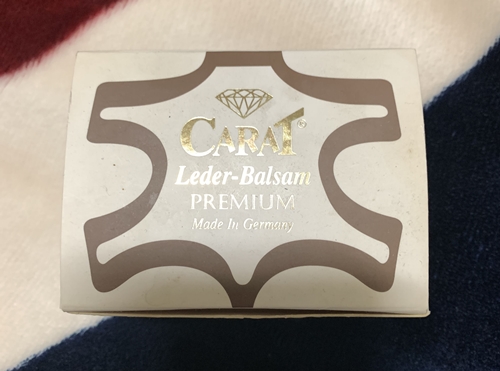 CARAT®
Leder-Balsam
PREMIUM
Made In Germany